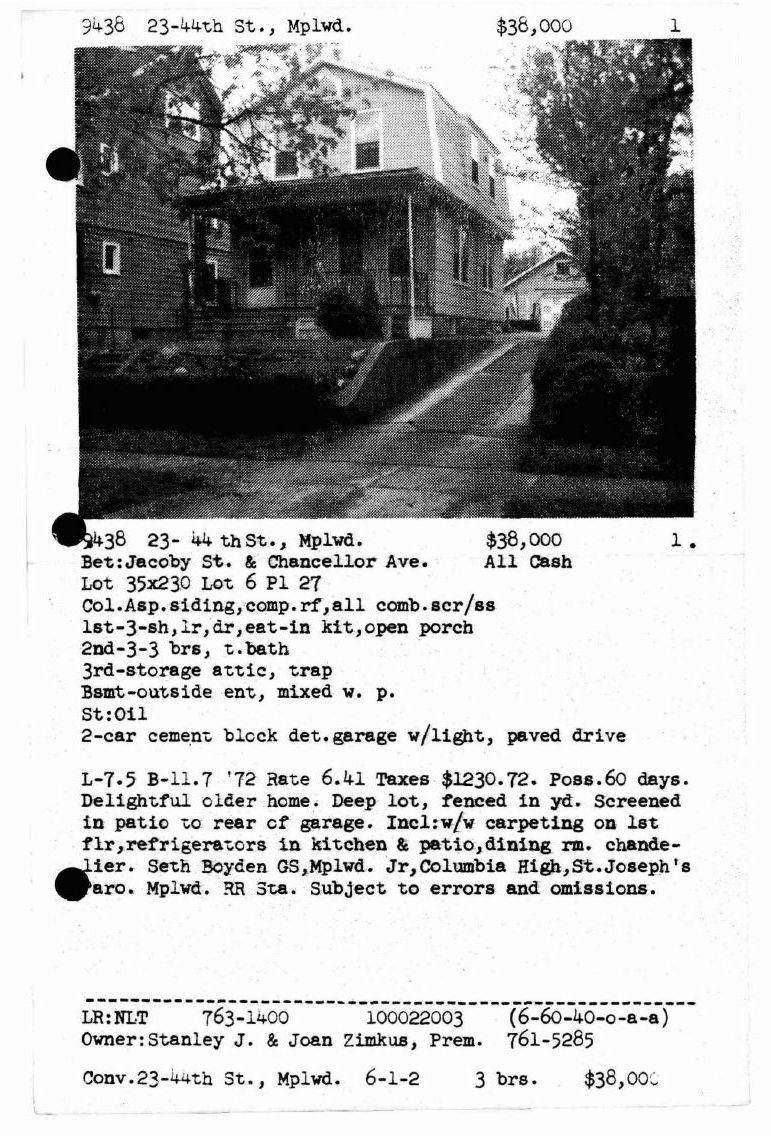 9438 23-44th St., Mplwd. $38,000 1
9438 23- 44 thSt., Mplwd. $38,000 1.
Bet:Jacoby St. & Chancellor Ave. All Cash
Lot 35x230 Lot 6 Pl 27
Col.Asp.siding,comp.rf,all comb.scr/ss
1st-3-sh,lr,dr,eat-in kit,open porch
2nd-3-3 brs, t.bath
3rd-storage attic, trap
Bsmt-outside ent, mixed w. p.
St:Oil
2-car cement block det.garage w/light, paved drive
L-7.5 B-11.7 '72 Rate 6.41 Taxes $1230.72. Poss.60 days.
Delightful older home. Deep lot, fenced in yd. Screened
in patio to rear of garage. Incl:w/w carpeting on 1st
flr,refrigerators in kitchen & patio,dining rm. chande-
lier. Seth Boyden GS,Mplwd. Jr,Columbia High,St.Joseph's
Paro. Mplwd. RR Sta. Subject to errors and omissions.
LR:NLT 763-1400 100022003 (6-60-40-o-a-a)
Owner:Stanley J. & Joan Zimkus, Prem. 761-5285
Conv.23-44th St., Mplwd. 6-1-2 3 brs. $38,000